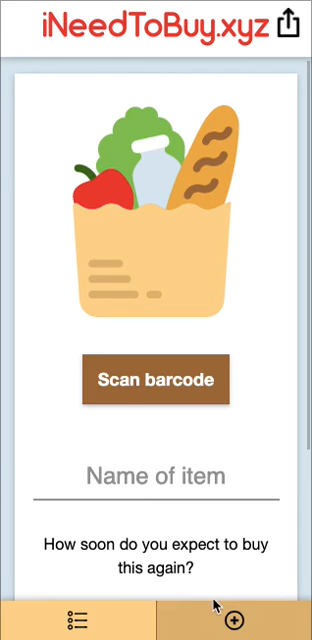 iNeedToBuy.xyz
Scan barcode
Name of item
How soon do you expect to buy
this again?